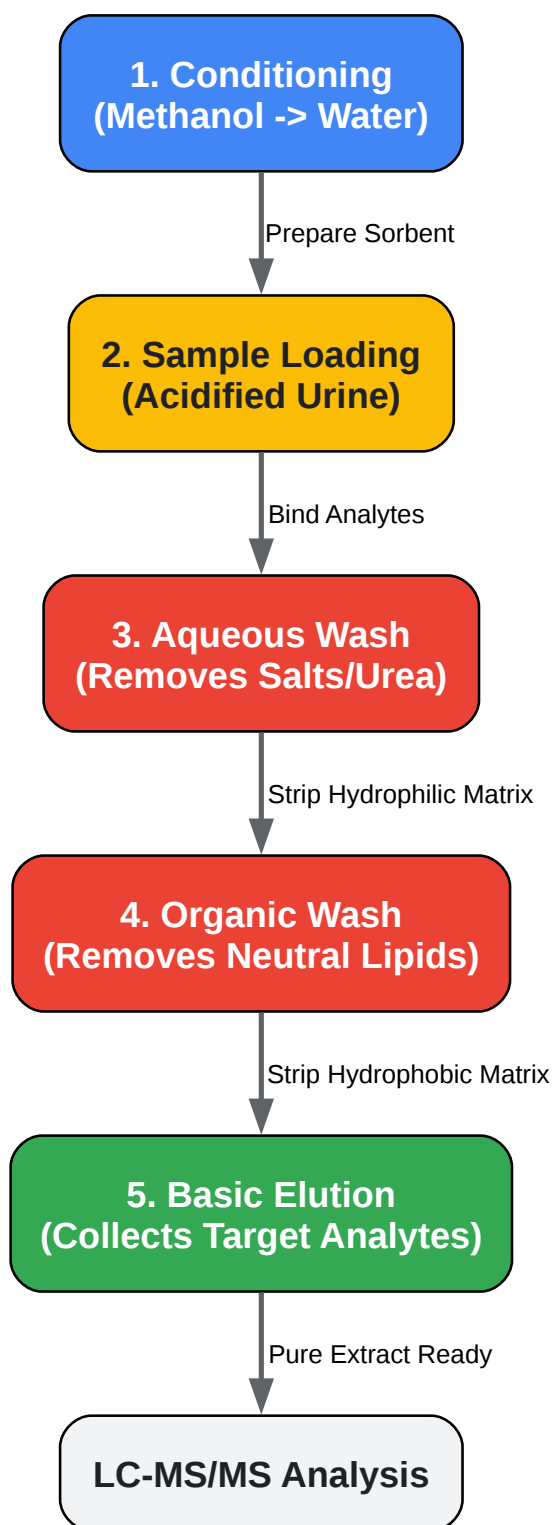 1. Conditioning
(Methanol -> Water)
Prepare Sorbent
2. Sample Loading
(Acidified Urine)
Bind Analytes
3. Aqueous Wash
(Removes Salts/Urea)
Strip Hydrophilic Matrix
4. Organic Wash
(Removes Neutral Lipids)
Strip Hydrophobic Matrix
5. Basic Elution
(Collects Target Analytes)
Pure Extract Ready
LC-MS/MS Analysis